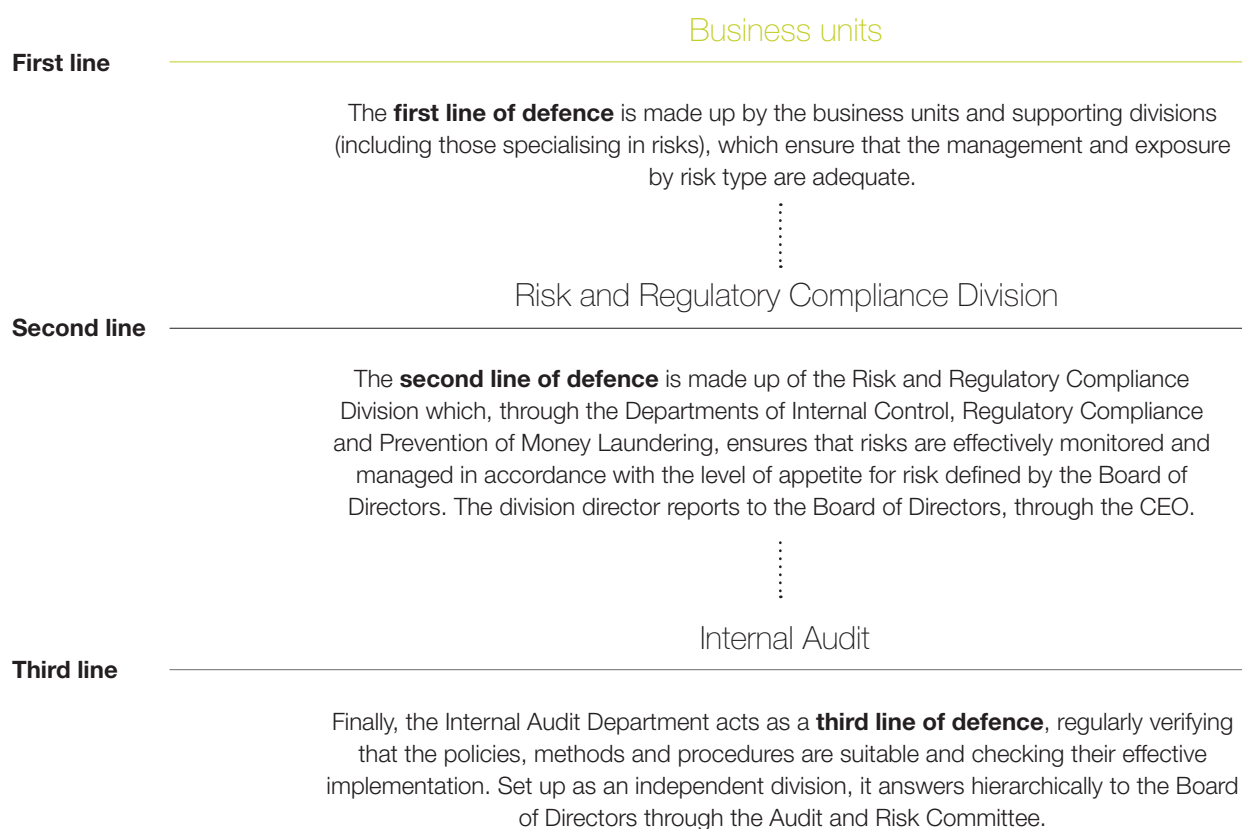 Business units
First line
The first line of defence is made up by the business units and supporting divisions
(including those specialising in risks), which ensure that the management and exposure
by risk type are adequate.
Risk and Regulatory Compliance Division
Second line
The second line of defence is made up of the Risk and Regulatory Compliance
Division which, through the Departments of Internal Control, Regulatory Compliance
and Prevention of Money Laundering, ensures that risks are effectively monitored and
managed in accordance with the level of appetite for risk defined by the Board of
Directors. The division director reports to the Board of Directors, through the CEO.
Internal Audit
Third line
Finally, the Internal Audit Department acts as a third line of defence, regularly verifying
that the policies, methods and procedures are suitable and checking their effective
implementation. Set up as an independent division, it answers hierarchically to the Board
of Directors through the Audit and Risk Committee.